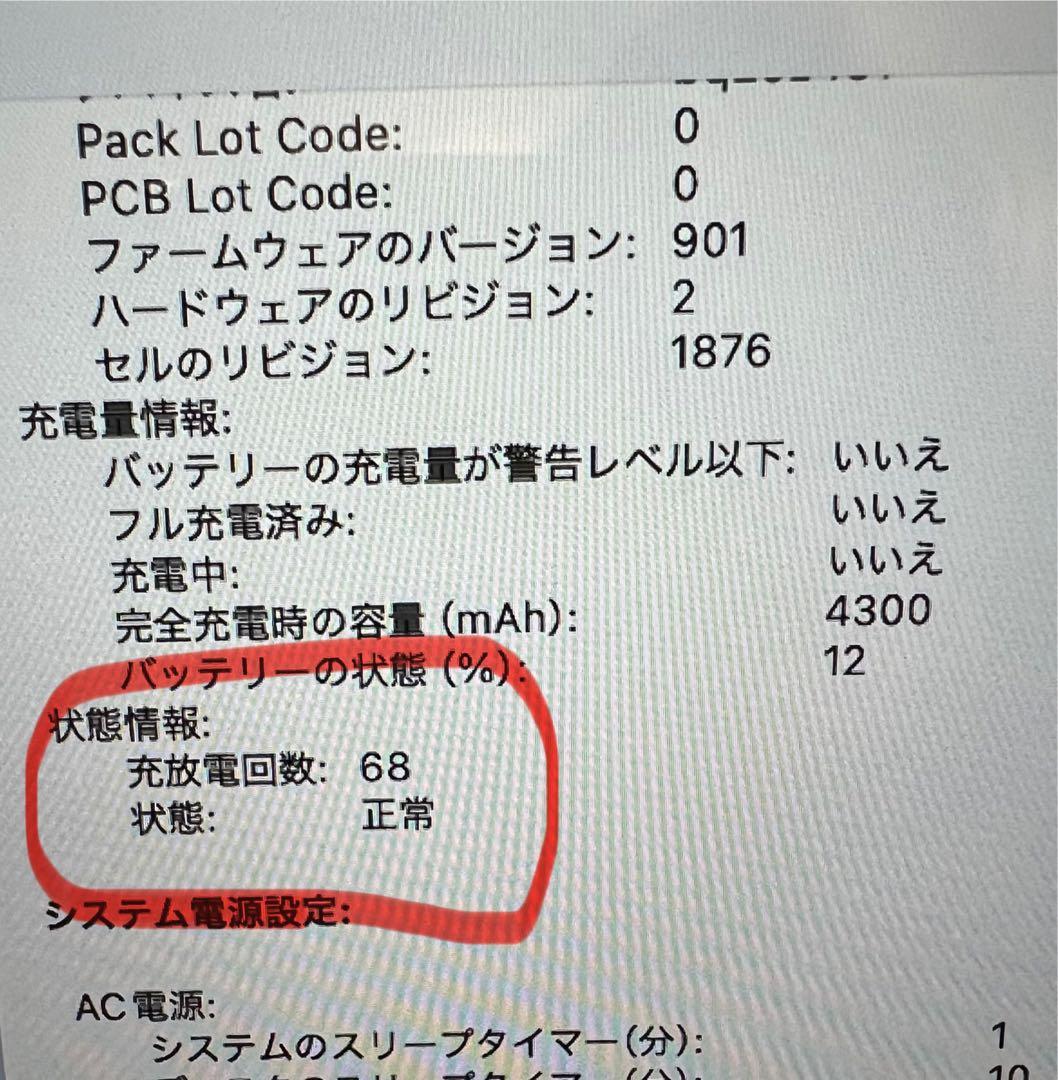 Pack Lot Code: 0
PCB Lot Code: 0
ファームウェアのバージョン: 901
ハードウェアのリビジョン: 2
セルのリビジョン: 1876
充電量情報:
バッテリーの充電量が警告レベル以下: いいえ
フル充電済み: いいえ
充電中: いいえ
完全充電時の容量 (mAh): 4300
バッテリーの状態 (%): 12
状態情報:
充放電回数: 68
状態: 正常
システム電源設定:
AC 電源:
システムのスリープタイマー(分): 1
10